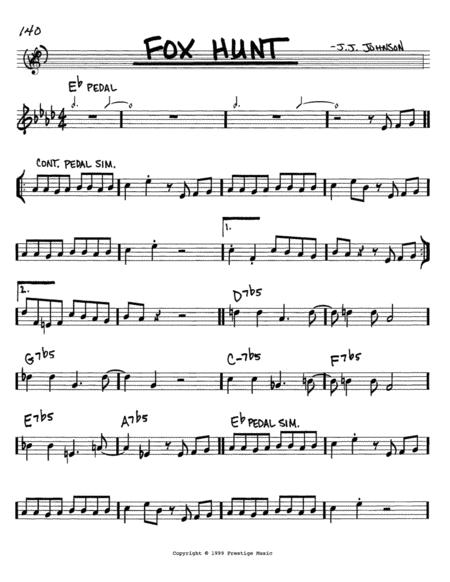 140
FOX HUNT
-J.J. JOHNSON
E♭ PEDAL
CONT. PEDAL SIM.
1.
2.
D7♭5
G7♭5 C-7♭5 F7♭5
E7♭5 A7♭5 E♭ PEDAL SIM.
Copyright © 1999 Prestige Music